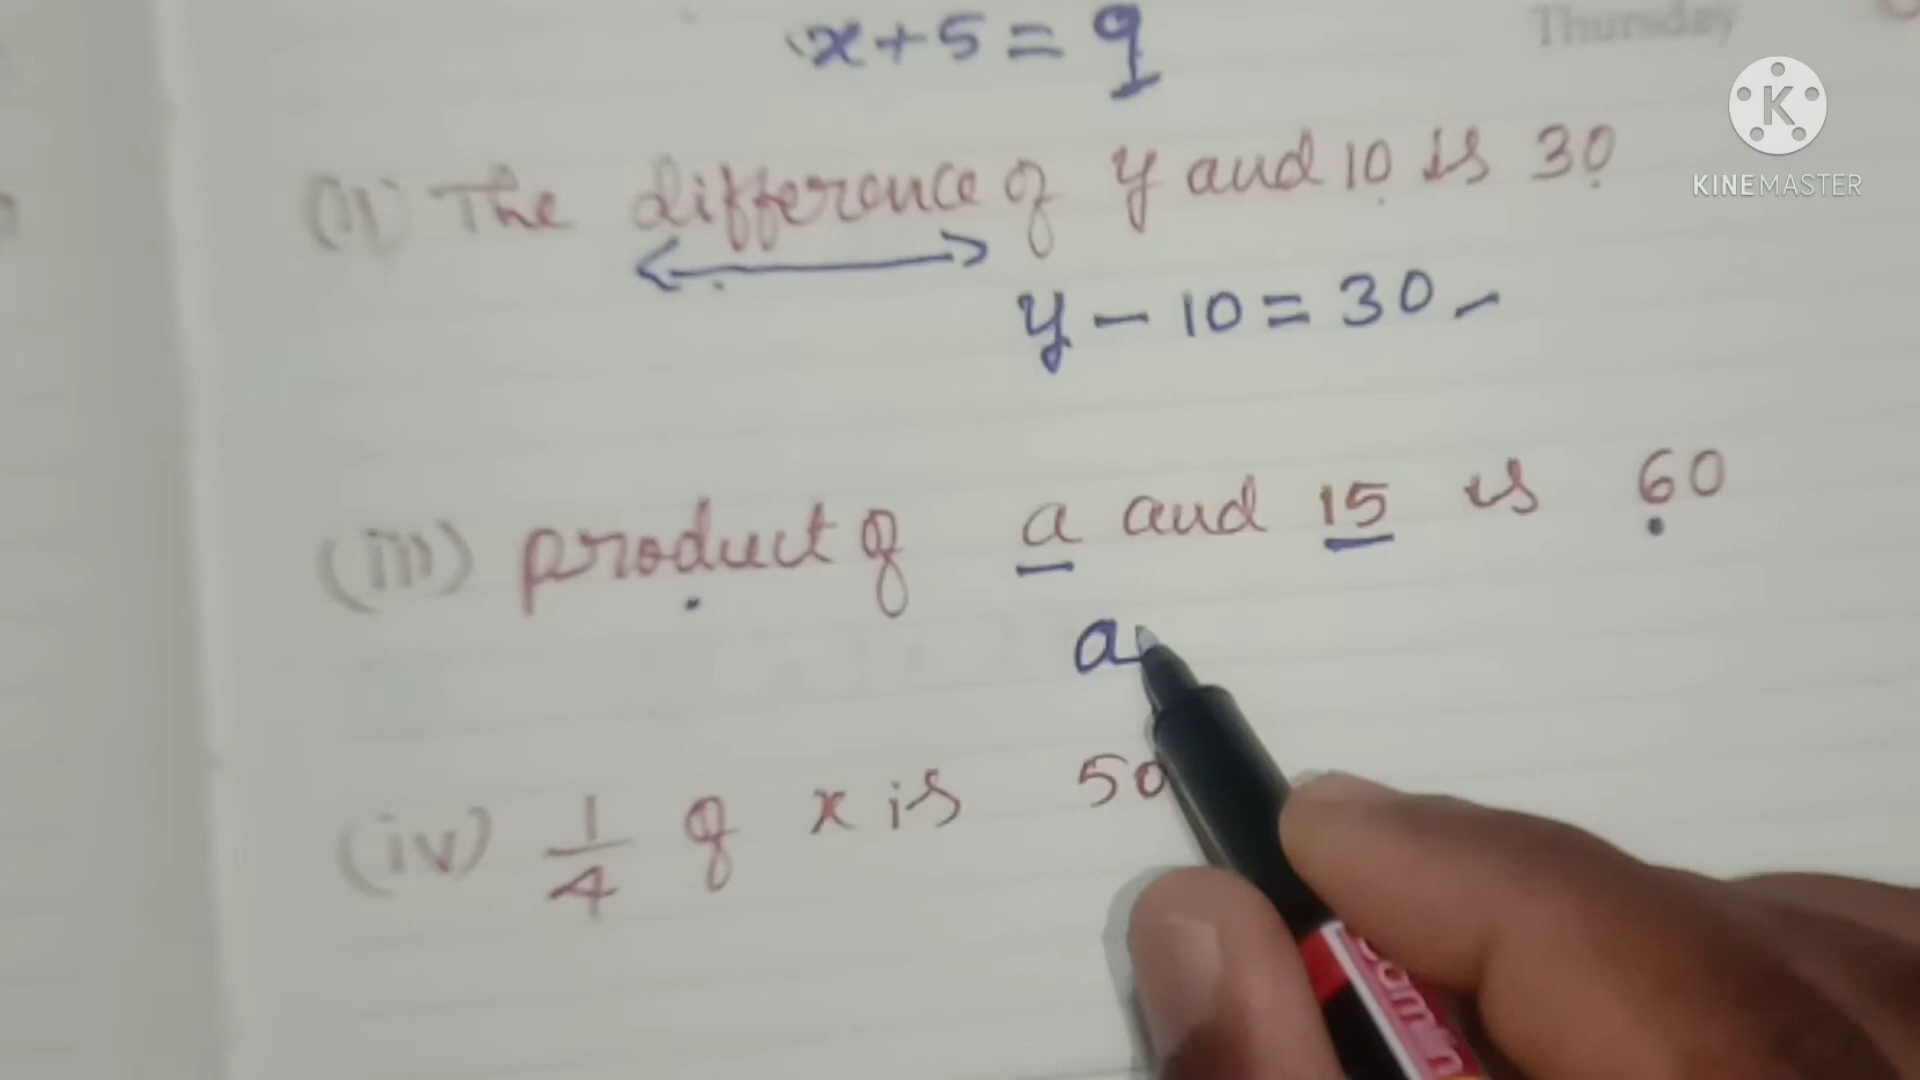 x+5=9
Thursday
KINEMASTER
(ii) The difference of y and 10 is 30
y - 10 = 30
(iii) product of a and 15 is 60
a
(iv) 1/4 of x is 50
Camlin